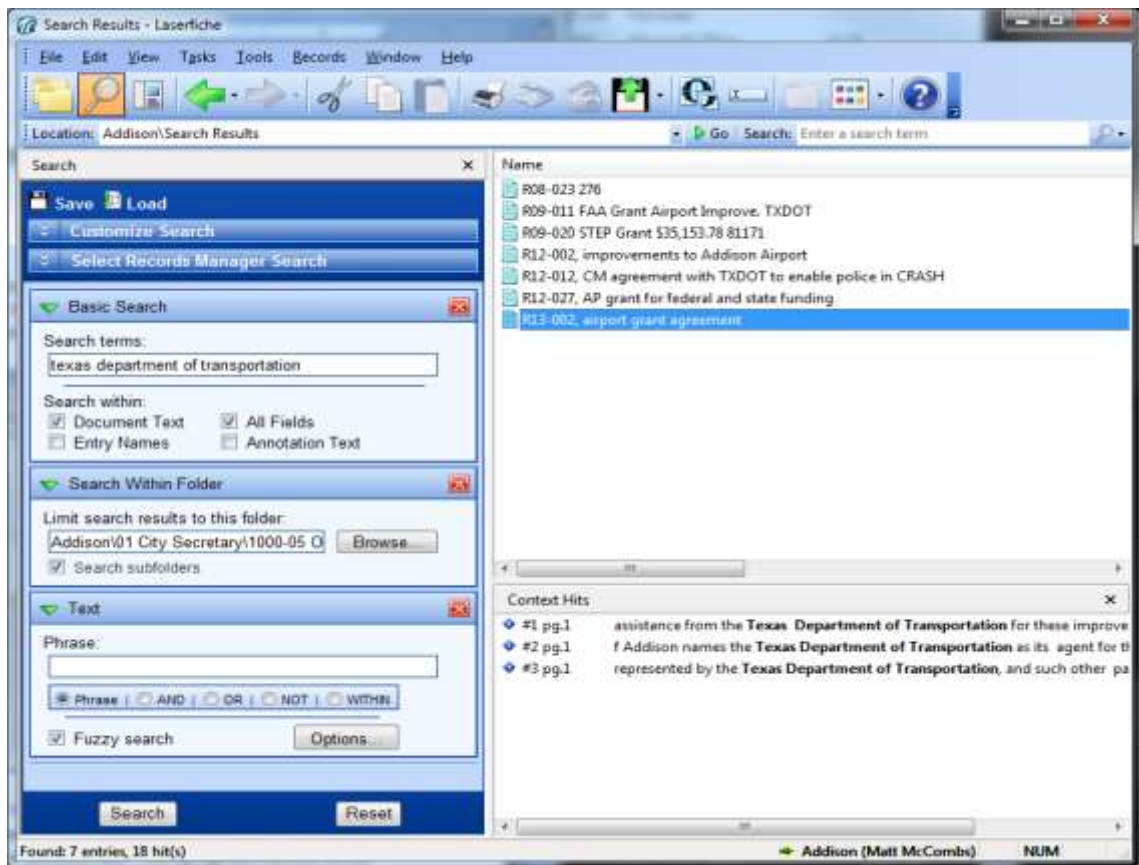 Search Results - Laserfiche
File Edit View Tasks Tools Records Window Help
Location: Addison\Search Results Go Search: Enter a search term
Search
Save Load
Customize Search
Select Records Manager Search
Basic Search
Search terms:
texas department of transportation
Search within:
Document Text All Fields
Entry Names Annotation Text
Search Within Folder
Limit search results to this folder:
Addison\01 City Secretary\1000-05 O Browse...
Search subfolders
Text
Phrase:
Phrase | AND | OR | NOT | WITHIN
Fuzzy search Options...
Search Reset
Name
R08-023 276
R09-011 FAA Grant Airport Improve. TXDOT
R09-020 STEP Grant $35,153.78 81171
R12-002, improvements to Addison Airport
R12-012, CM agreement with TXDOT to enable police in CRASH
R12-027, AP grant for federal and state funding
R13-002, airport grant agreement
Context Hits
#1 pg.1 assistance from the Texas Department of Transportation for these improve
#2 pg.1 f Addison names the Texas Department of Transportation as its agent for th
#3 pg.1 represented by the Texas Department of Transportation, and such other pa
Found: 7 entries, 18 hit(s) Addison (Matt McCombs) NUM